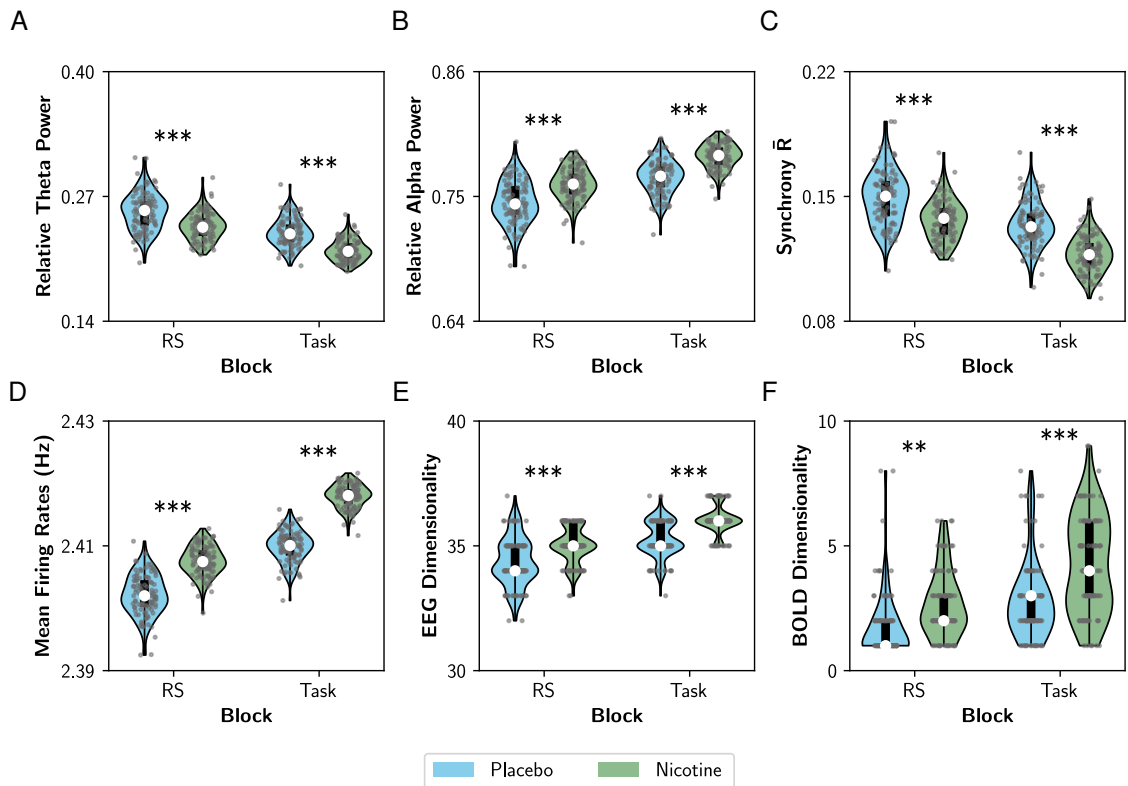 A
0.40
0.27
0.14
Relative Theta Power
***
***
RS
Task
Block
B
0.86
0.75
0.64
Relative Alpha Power
***
***
RS
Task
Block
C
0.22
0.15
0.08
Synchrony R̄
***
***
RS
Task
Block
D
2.43
2.41
2.39
Mean Firing Rates (Hz)
***
***
RS
Task
Block
E
40
35
30
EEG Dimensionality
***
***
RS
Task
Block
F
10
5
0
BOLD Dimensionality
**
***
RS
Task
Block
Placebo
Nicotine